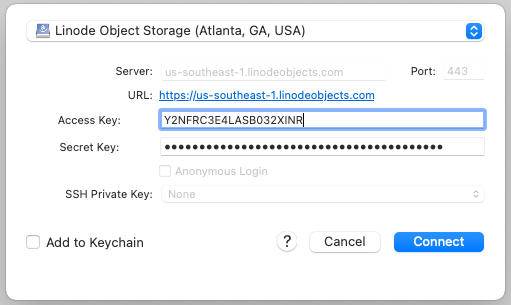 Linode Object Storage (Atlanta, GA, USA)
Server: us-southeast-1.linodeobjects.com Port: 443
URL: https://us-southeast-1.linodeobjects.com
Access Key: Y2NFRC3E4LASB032XINR
Secret Key: ••••••••••••••••••••••••••••••••••••••••
Anonymous Login
SSH Private Key: None
Add to Keychain ? Cancel Connect